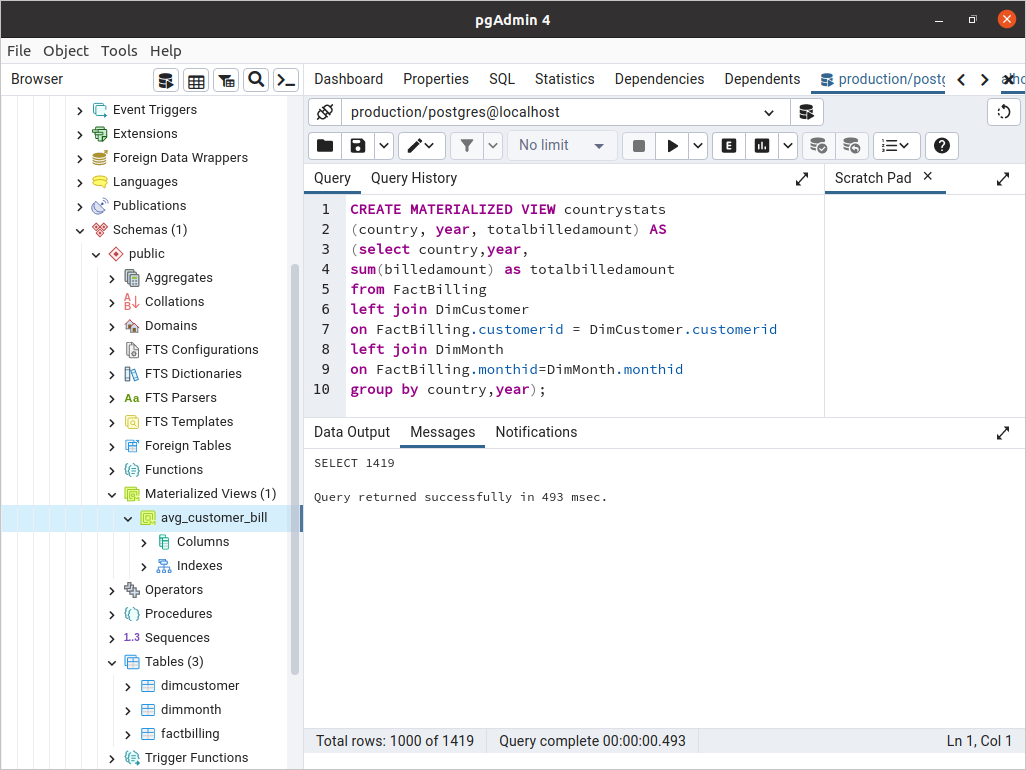 pgAdmin 4
File Object Tools Help
Browser
Dashboard Properties SQL Statistics Dependencies Dependents production/postg
production/postgres@localhost
No limit
E
Query Query History
Scratch Pad
1 CREATE MATERIALIZED VIEW countrystats
2 (country, year, totalbilledamount) AS
3 (select country,year,
4 sum(billedamount) as totalbilledamount
5 from FactBilling
6 left join DimCustomer
7 on FactBilling.customerid = DimCustomer.customerid
8 left join DimMonth
9 on FactBilling.monthid=DimMonth.monthid
10 group by country,year);
Data Output Messages Notifications
SELECT 1419
Query returned successfully in 493 msec.
Total rows: 1000 of 1419 Query complete 00:00:00.493 Ln 1, Col 1
Event Triggers
Extensions
Foreign Data Wrappers
Languages
Publications
Schemas (1)
public
Aggregates
Collations
Domains
FTS Configurations
FTS Dictionaries
Aa FTS Parsers
FTS Templates
Foreign Tables
Functions
Materialized Views (1)
avg_customer_bill
Columns
Indexes
Operators
Procedures
1..3 Sequences
Tables (3)
dimcustomer
dimmonth
factbilling
Trigger Functions